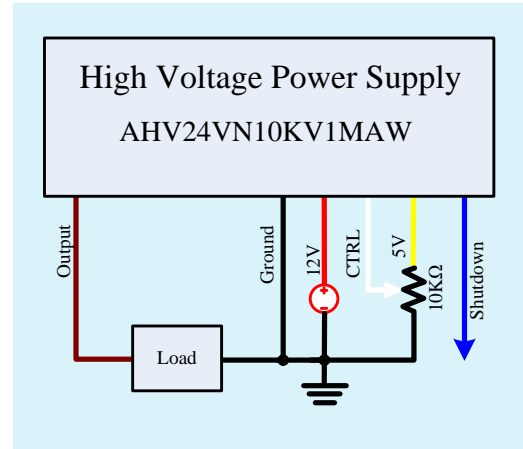 High Voltage Power Supply
AHV24VN10KV1MAW
Output
Ground
12V
CTRL
5V
10KΩ
Shutdown
Load